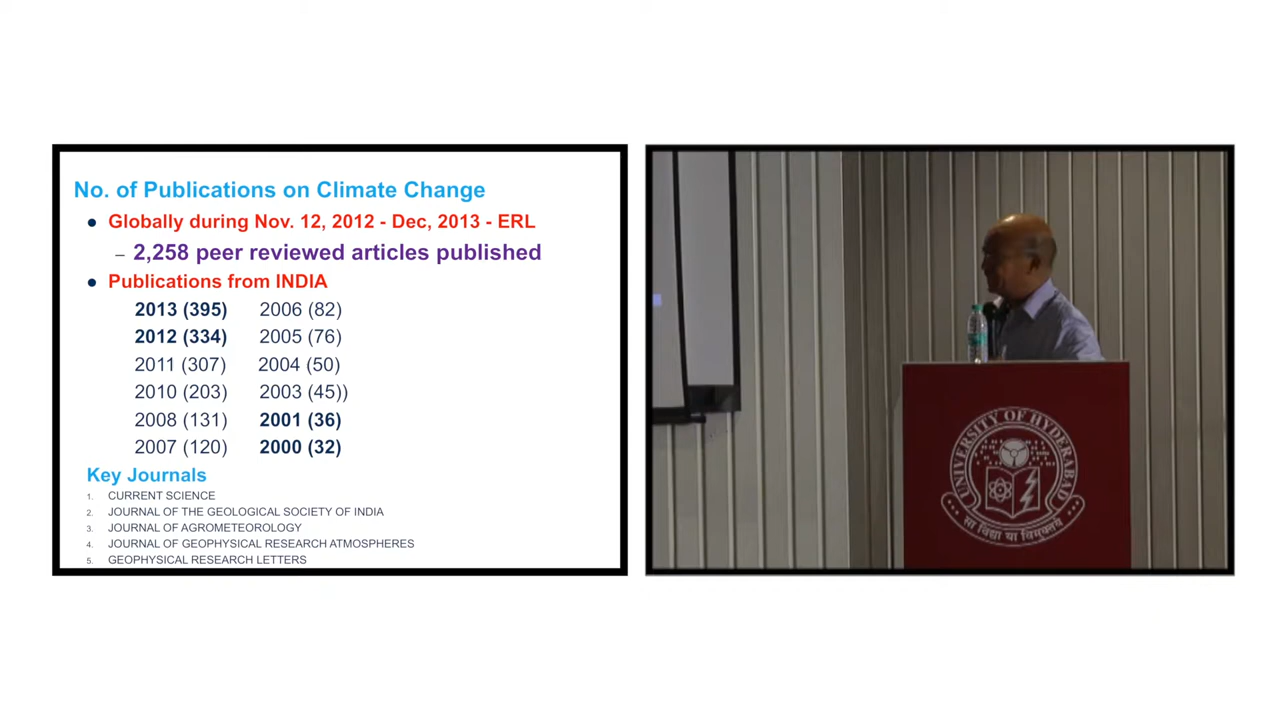 No. of Publications on Climate Change
● Globally during Nov. 12, 2012 - Dec, 2013 - ERL
– 2,258 peer reviewed articles published
● Publications from INDIA
2013 (395) 2006 (82)
2012 (334) 2005 (76)
2011 (307) 2004 (50)
2010 (203) 2003 (45))
2008 (131) 2001 (36)
2007 (120) 2000 (32)
Key Journals
1. CURRENT SCIENCE
2. JOURNAL OF THE GEOLOGICAL SOCIETY OF INDIA
3. JOURNAL OF AGROMETEOROLOGY
4. JOURNAL OF GEOPHYSICAL RESEARCH ATMOSPHERES
5. GEOPHYSICAL RESEARCH LETTERS
UNIVERSITY OF HYDERABAD
सा विद्या या विमुक्तये